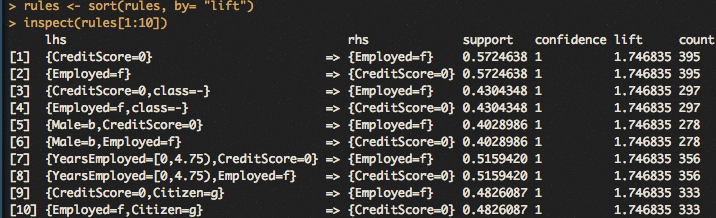 > rules <- sort(rules, by= "lift")
> inspect(rules[1:10])
lhs rhs support confidence lift count
[1] {CreditScore=0} => {Employed=f} 0.5724638 1 1.746835 395
[2] {Employed=f} => {CreditScore=0} 0.5724638 1 1.746835 395
[3] {CreditScore=0,class=-} => {Employed=f} 0.4304348 1 1.746835 297
[4] {Employed=f,class=-} => {CreditScore=0} 0.4304348 1 1.746835 297
[5] {Male=b,CreditScore=0} => {Employed=f} 0.4028986 1 1.746835 278
[6] {Male=b,Employed=f} => {CreditScore=0} 0.4028986 1 1.746835 278
[7] {YearsEmployed=[0,4.75),CreditScore=0} => {Employed=f} 0.5159420 1 1.746835 356
[8] {YearsEmployed=[0,4.75),Employed=f} => {CreditScore=0} 0.5159420 1 1.746835 356
[9] {CreditScore=0,Citizen=g} => {Employed=f} 0.4826087 1 1.746835 333
[10] {Employed=f,Citizen=g} => {CreditScore=0} 0.4826087 1 1.746835 333